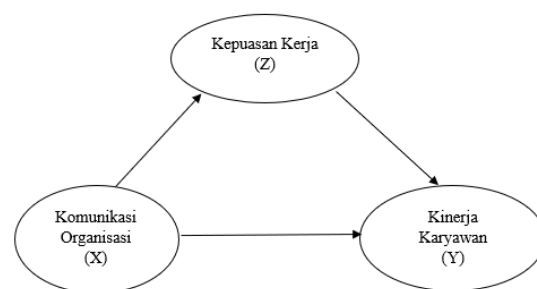 Kepuasan Kerja
(Z)
Komunikasi
Organisasi
(X)
Kinerja
Karyawan
(Y)